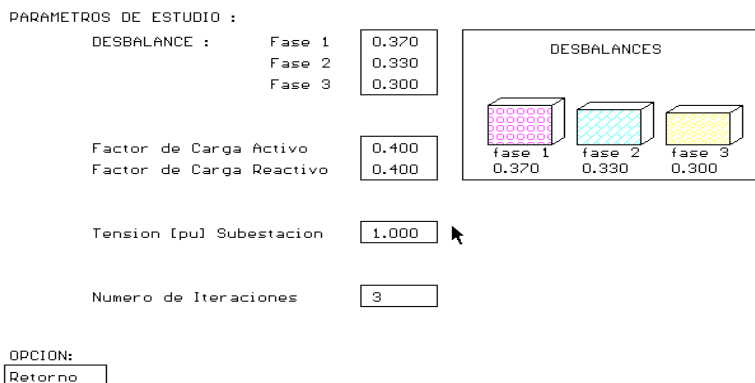 PARAMETROS DE ESTUDIO :
DESBALANCE : Fase 1 0.370
Fase 2 0.330
Fase 3 0.300
DESBALANCES
fase 1 fase 2 fase 3
0.370 0.330 0.300
Factor de Carga Activo 0.400
Factor de Carga Reactivo 0.400
Tension [pu] Subestacion 1.000
Numero de Iteraciones 3
OPCION:
Retorno